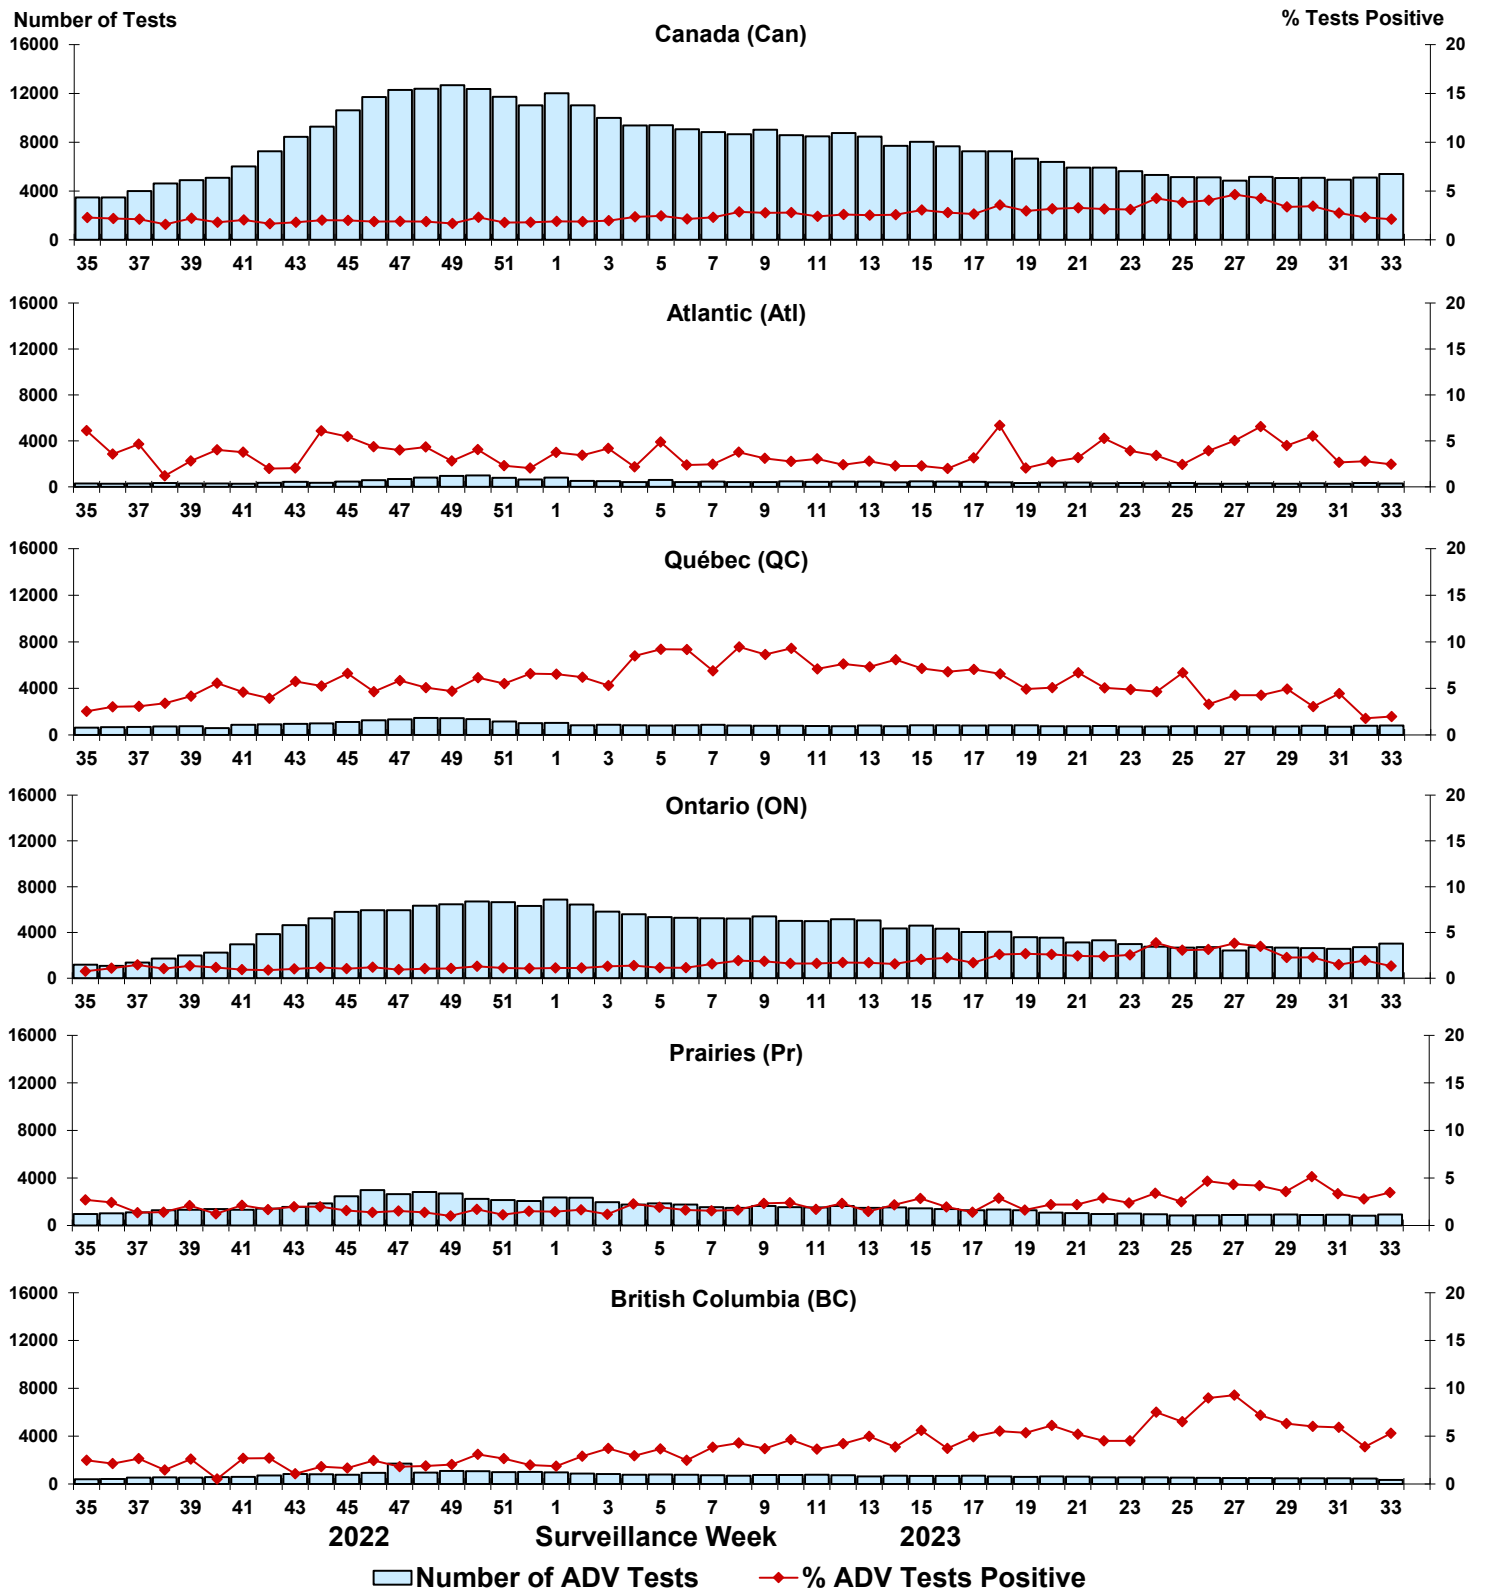 Number of Tests
% Tests Positive
Canada (Can)
16000 20
12000 15
8000 10
4000 5
0 0
35 37 39 41 43 45 47 49 51 1 3 5 7 9 11 13 15 17 19 21 23 25 27 29 31 33
Atlantic (Atl)
16000 20
12000 15
8000 10
4000 5
0 0
35 37 39 41 43 45 47 49 51 1 3 5 7 9 11 13 15 17 19 21 23 25 27 29 31 33
Québec (QC)
16000 20
12000 15
8000 10
4000 5
0 0
35 37 39 41 43 45 47 49 51 1 3 5 7 9 11 13 15 17 19 21 23 25 27 29 31 33
Ontario (ON)
16000 20
12000 15
8000 10
4000 5
0 0
35 37 39 41 43 45 47 49 51 1 3 5 7 9 11 13 15 17 19 21 23 25 27 29 31 33
Prairies (Pr)
16000 20
12000 15
8000 10
4000 5
0 0
35 37 39 41 43 45 47 49 51 1 3 5 7 9 11 13 15 17 19 21 23 25 27 29 31 33
British Columbia (BC)
16000 20
12000 15
8000 10
4000 5
0 0
35 37 39 41 43 45 47 49 51 1 3 5 7 9 11 13 15 17 19 21 23 25 27 29 31 33
2022 Surveillance Week 2023
Number of ADV Tests % ADV Tests Positive